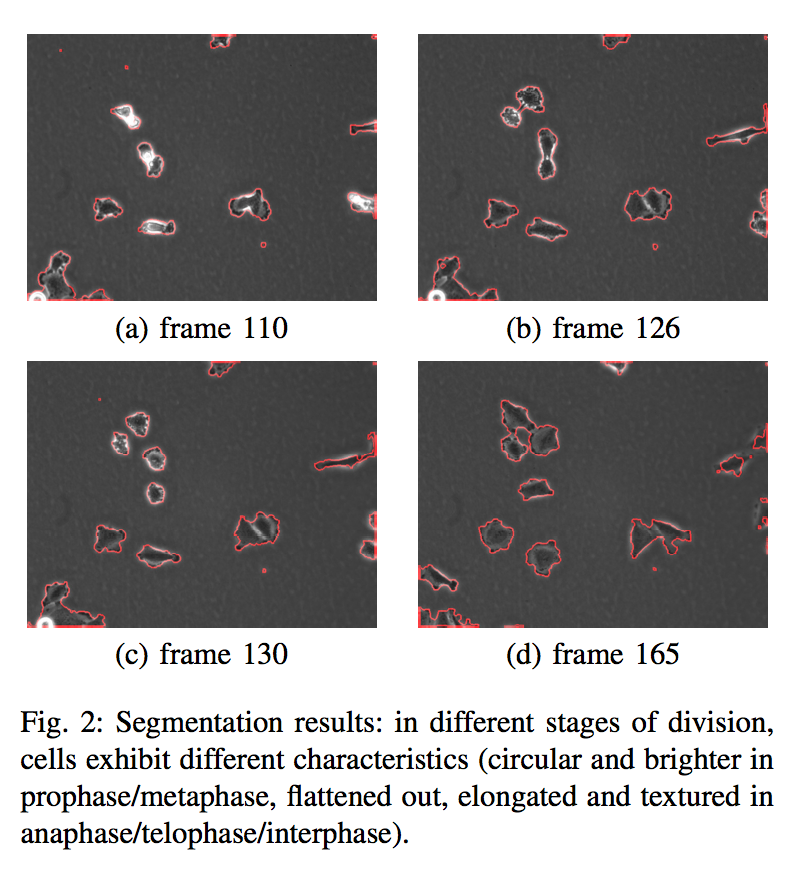 (a) frame 110
(b) frame 126
(c) frame 130
(d) frame 165
Fig. 2: Segmentation results: in different stages of division,
cells exhibit different characteristics (circular and brighter in
prophase/metaphase, flattened out, elongated and textured in
anaphase/telophase/interphase).